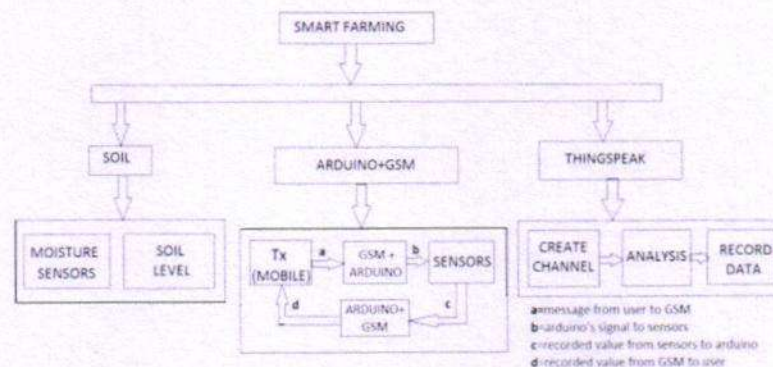 SMART FARMING
SOIL
ARDUINO+GSM
THINGSPEAK
MOISTURE
SENSORS
SOIL
LEVEL
Tx
(MOBILE)
a
GSM +
ARDUINO
b
SENSORS
c
ARDUINO+
GSM
d
CREATE
CHANNEL
ANALYSIS
RECORD
DATA
a=message from user to GSM
b=arduino's signal to sensors
c=recorded value from sensors to arduino
d=recorded value from GSM to user